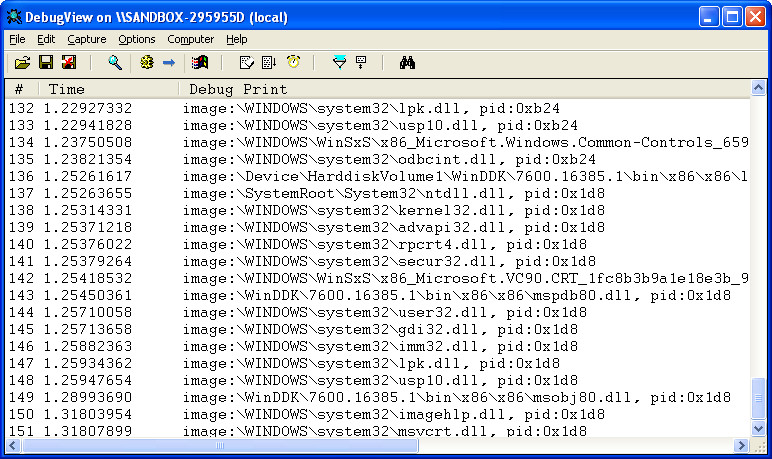 DebugView on \\SANDBOX-295955D (local)
File Edit Capture Options Computer Help
# Time Debug Print
132 1.22927332 image:\WINDOWS\system32\lpk.dll, pid:0xb24
133 1.22941828 image:\WINDOWS\system32\usp10.dll, pid:0xb24
134 1.23750508 image:\WINDOWS\WinSxS\x86_Microsoft.Windows.Common-Controls_659
135 1.23821354 image:\WINDOWS\system32\odbcint.dll, pid:0xb24
136 1.25261617 image:\Device\HarddiskVolume1\WinDDK\7600.16385.1\bin\x86\x86\l
137 1.25263655 image:\SystemRoot\System32\ntdll.dll, pid:0x1d8
138 1.25314331 image:\WINDOWS\system32\kernel32.dll, pid:0x1d8
139 1.25371218 image:\WINDOWS\system32\advapi32.dll, pid:0x1d8
140 1.25376022 image:\WINDOWS\system32\rpcrt4.dll, pid:0x1d8
141 1.25379264 image:\WINDOWS\system32\secur32.dll, pid:0x1d8
142 1.25418532 image:\WINDOWS\WinSxS\x86_Microsoft.VC90.CRT_1fc8b3b9a1e18e3b_9
143 1.25450361 image:\WinDDK\7600.16385.1\bin\x86\x86\mspdb80.dll, pid:0x1d8
144 1.25710058 image:\WINDOWS\system32\user32.dll, pid:0x1d8
145 1.25713658 image:\WINDOWS\system32\gdi32.dll, pid:0x1d8
146 1.25882363 image:\WINDOWS\system32\imm32.dll, pid:0x1d8
147 1.25934362 image:\WINDOWS\system32\lpk.dll, pid:0x1d8
148 1.25947654 image:\WINDOWS\system32\usp10.dll, pid:0x1d8
149 1.28993690 image:\WinDDK\7600.16385.1\bin\x86\x86\msobj80.dll, pid:0x1d8
150 1.31803954 image:\WINDOWS\system32\imagehlp.dll, pid:0x1d8
151 1.31807899 image:\WINDOWS\system32\msvcrt.dll, pid:0x1d8